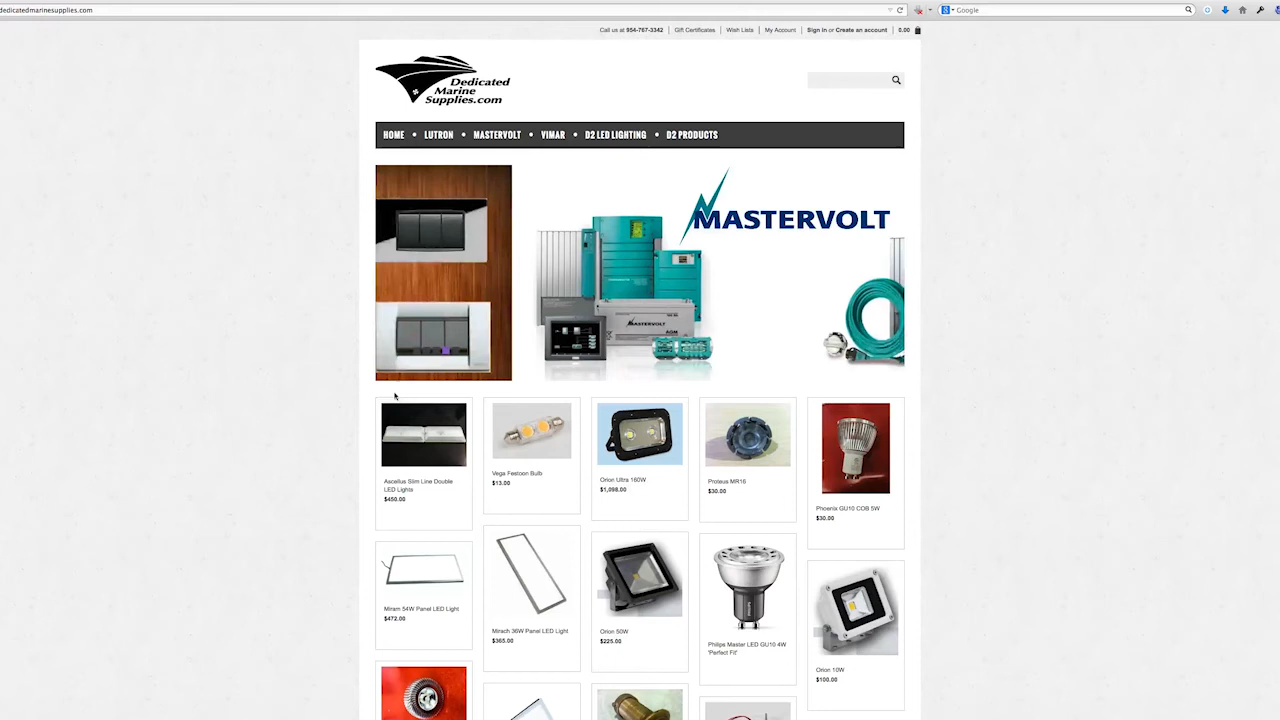 dedicatedmarinesupplies.com
Google
Call us at 954-767-3342
Gift Certificates
Wish Lists
My Account
Sign in or Create an account
0.00
Dedicated
Marine
Supplies.com
HOME • LUTRON • MASTERVOLT • VIMAR • D2 LED LIGHTING • D2 PRODUCTS
MASTERVOLT
MASTERVOLT
AGM
Ascellus Slim Line Double
LED Lights
$450.00
Vega Festoon Bulb
$13.00
Orion Ultra 160W
$1,098.00
Proteus MR16
$30.00
Phoenix GU10 COB 5W
$30.00
Miram 54W Panel LED Light
$472.00
Mirach 36W Panel LED Light
$365.00
Orion 50W
$225.00
Philips Master LED GU10 4W
'Perfect Fit'
Orion 10W
$100.00